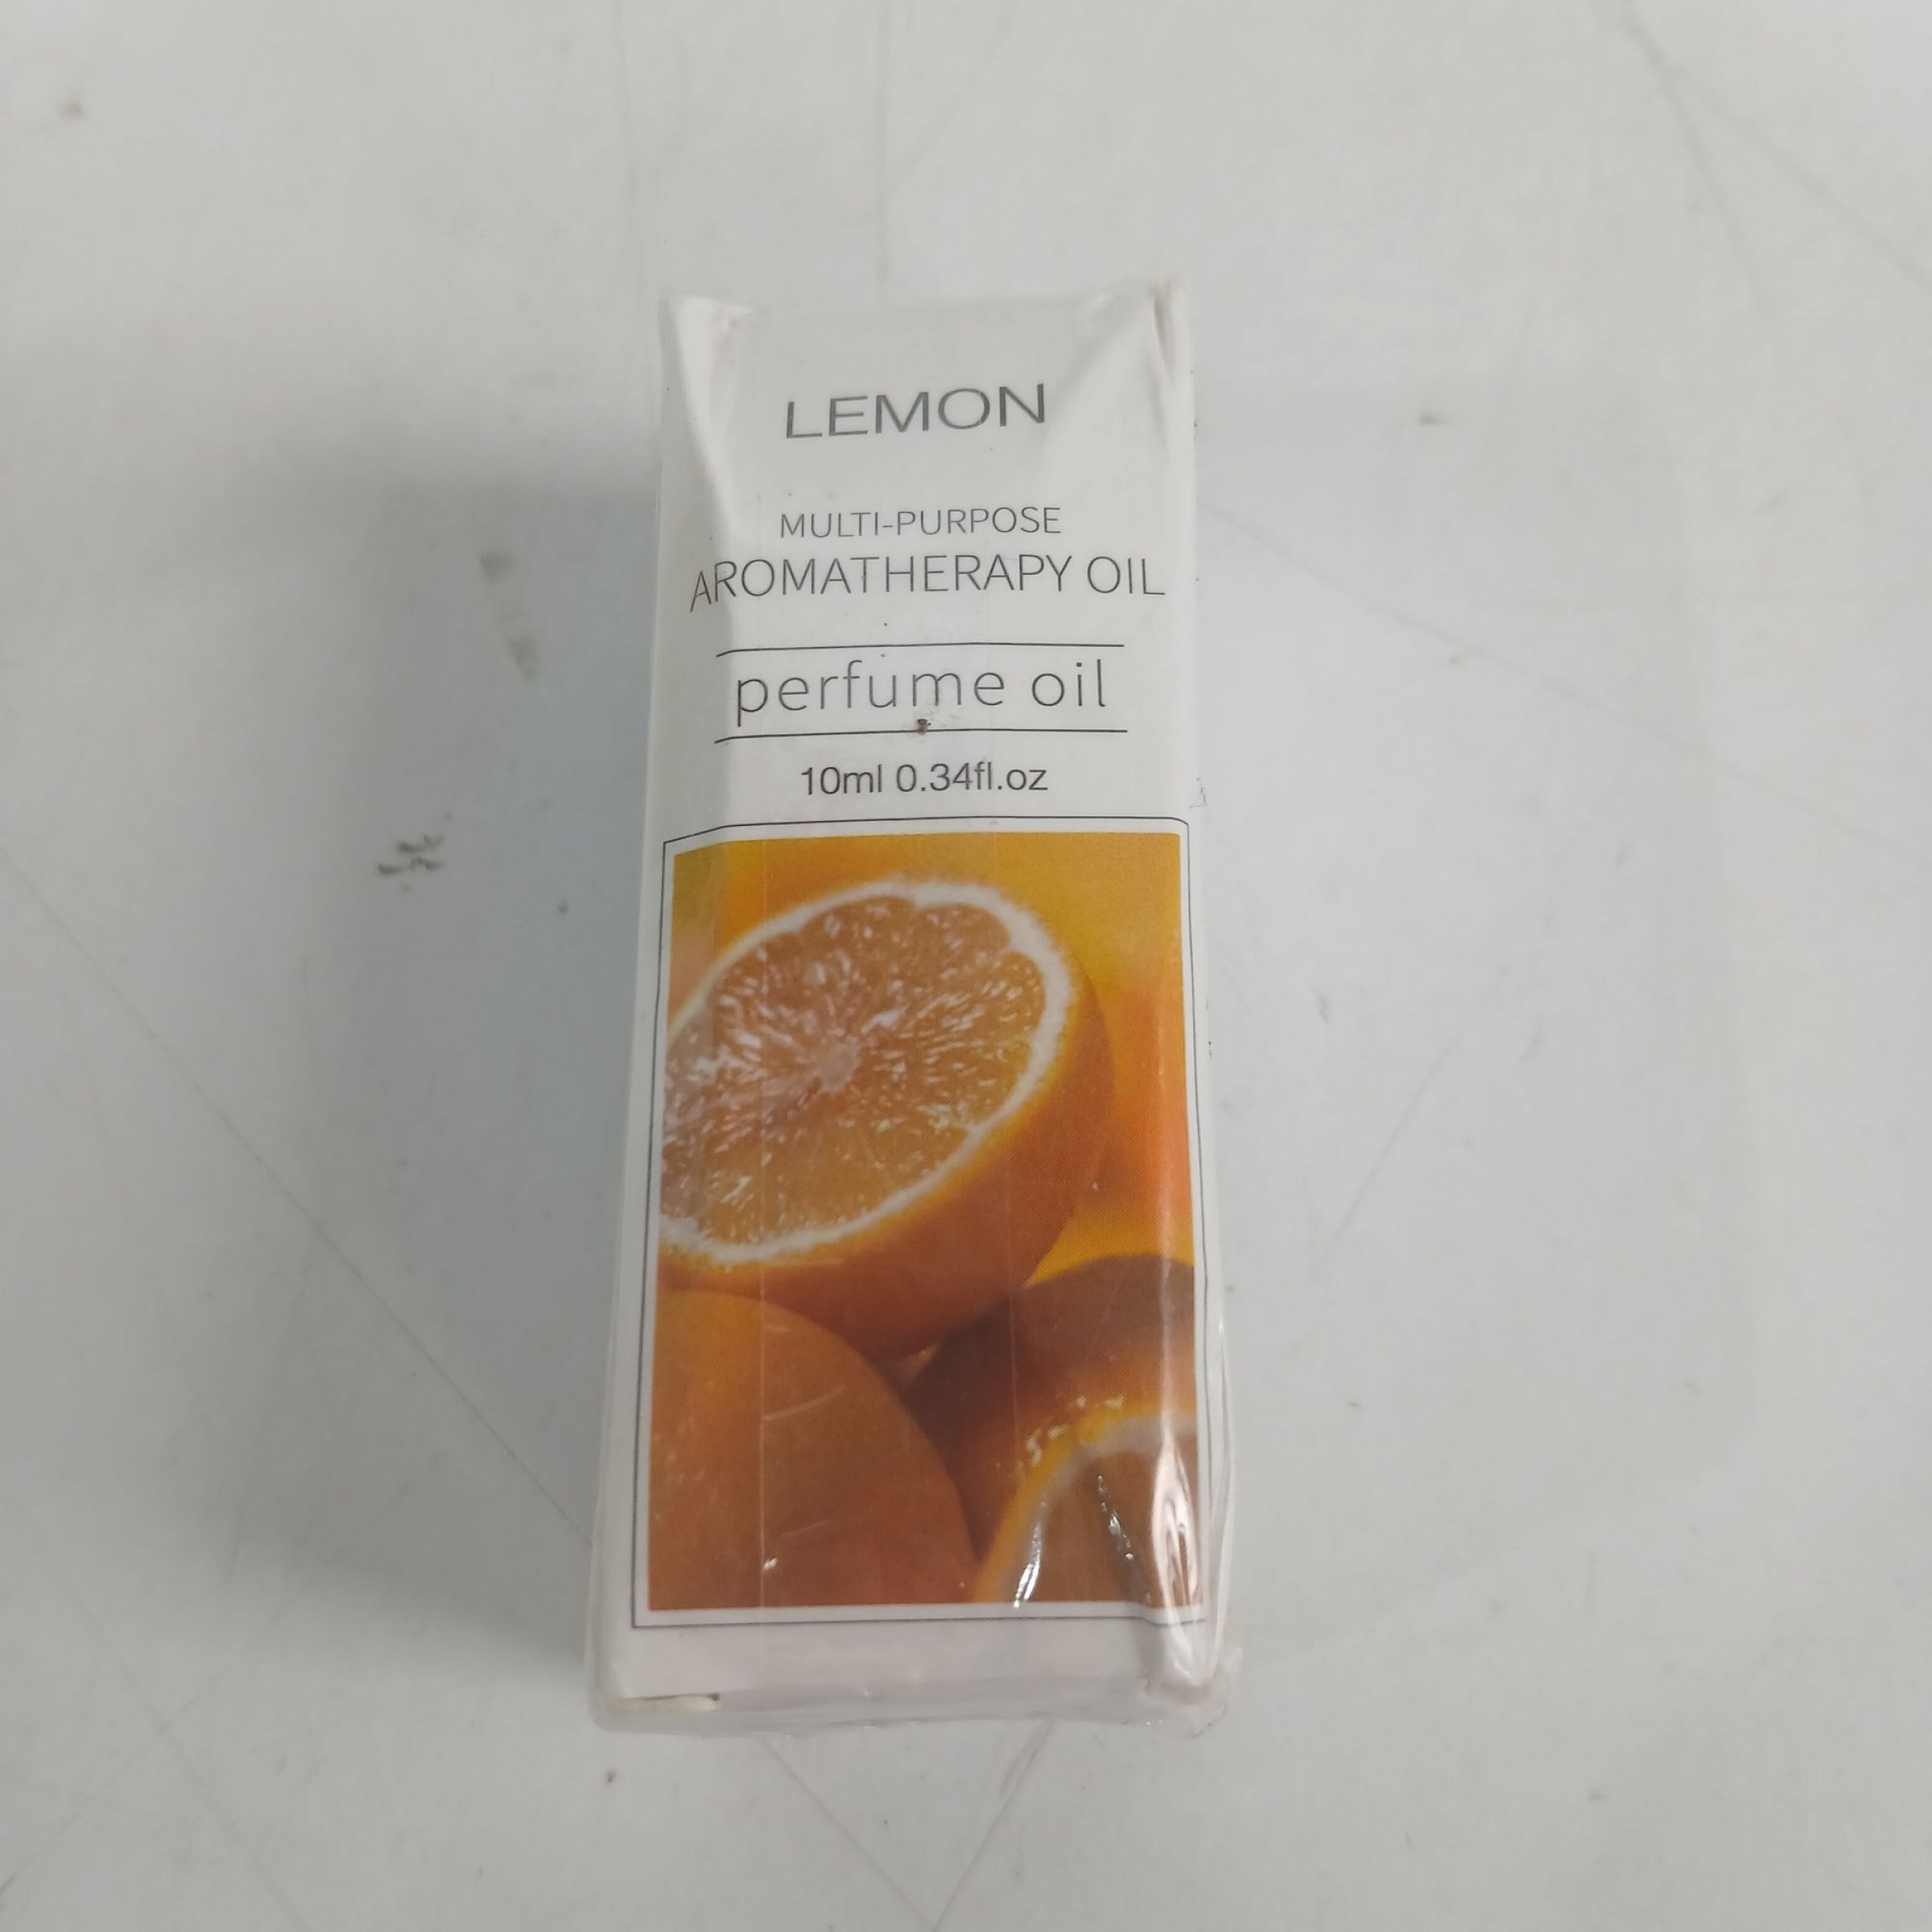 LEMON
MULTI-PURPOSE
AROMATHERAPY OIL
perfume oil
10ml 0.34fl.oz